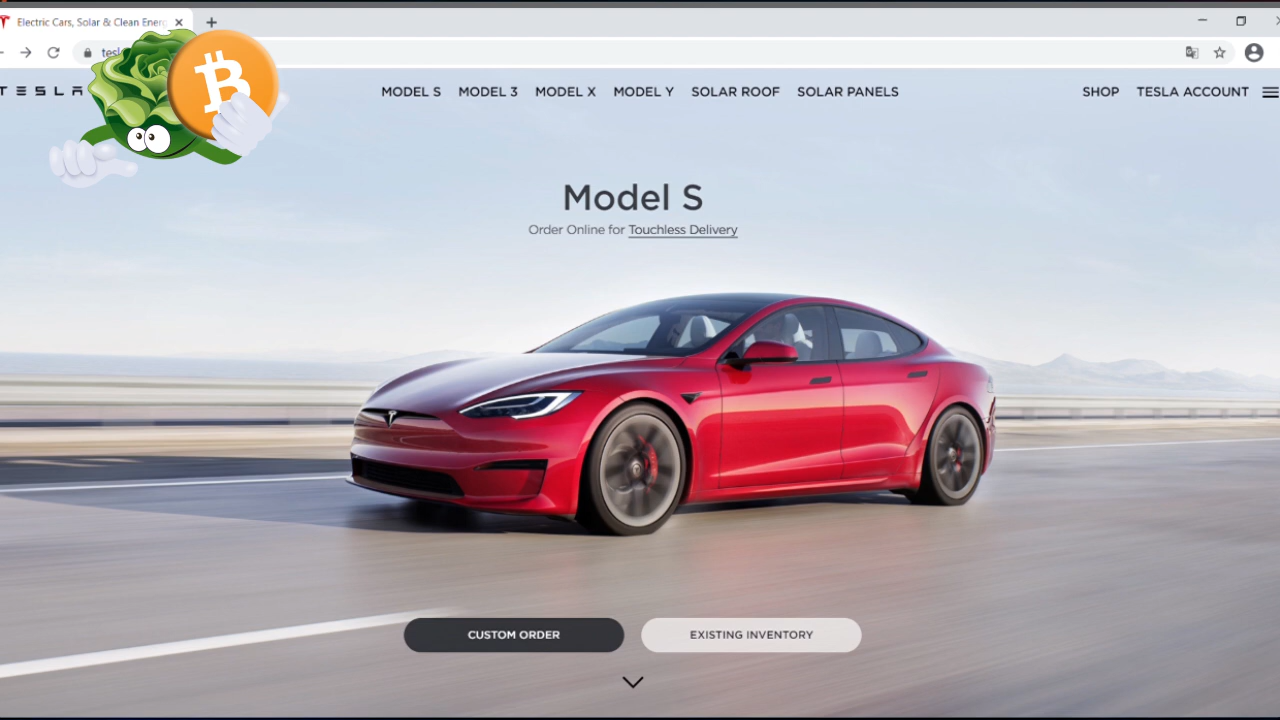 Electric Cars, Solar & Clean Energ
TESLA
MODEL S MODEL 3 MODEL X MODEL Y SOLAR ROOF SOLAR PANELS SHOP TESLA ACCOUNT
Model S
Order Online for Touchless Delivery
CUSTOM ORDER EXISTING INVENTORY